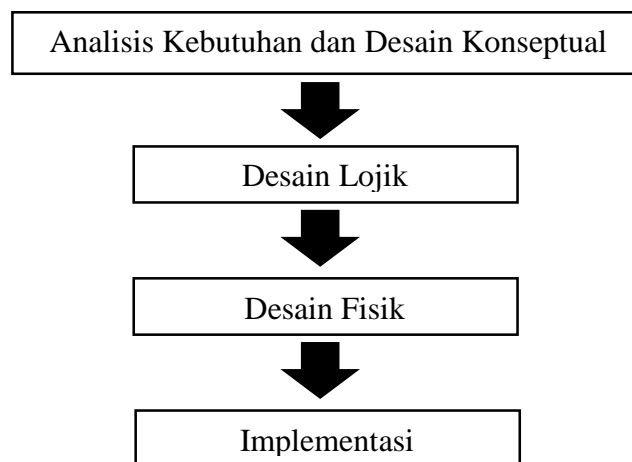 Analisis Kebutuhan dan Desain Konseptual
Desain Lojik
Desain Fisik
Implementasi